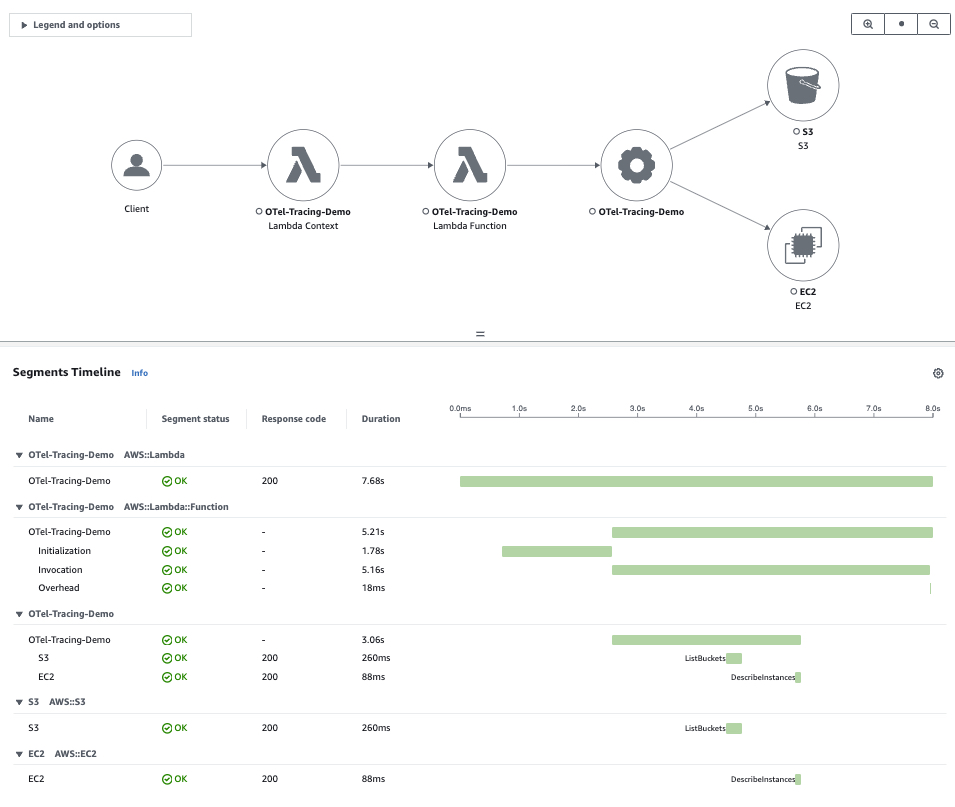 Legend and options
S3
S3
Client
OTel-Tracing-Demo
Lambda Context
OTel-Tracing-Demo
Lambda Function
OTel-Tracing-Demo
EC2
EC2
Segments Timeline Info
Name Segment status Response code Duration 0.0ms 1.0s 2.0s 3.0s 4.0s 5.0s 6.0s 7.0s 8.0s
OTel-Tracing-Demo AWS::Lambda
OTel-Tracing-Demo OK 200 7.68s
OTel-Tracing-Demo AWS::Lambda::Function
OTel-Tracing-Demo OK - 5.21s
Initialization OK - 1.78s
Invocation OK - 5.16s
Overhead OK - 18ms
OTel-Tracing-Demo
OTel-Tracing-Demo OK - 3.06s
S3 OK 200 260ms ListBuckets
EC2 OK 200 88ms DescribeInstances
S3 AWS::S3
S3 OK 200 260ms ListBuckets
EC2 AWS::EC2
EC2 OK 200 88ms DescribeInstances